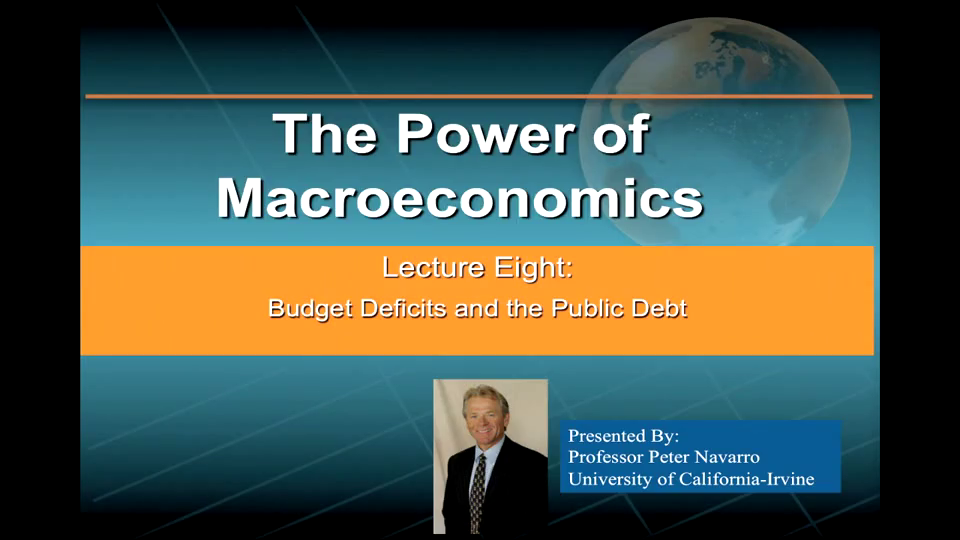 The Power of
Macroeconomics
Lecture Eight:
Budget Deficits and the Public Debt
Presented By:
Professor Peter Navarro
University of California-Irvine